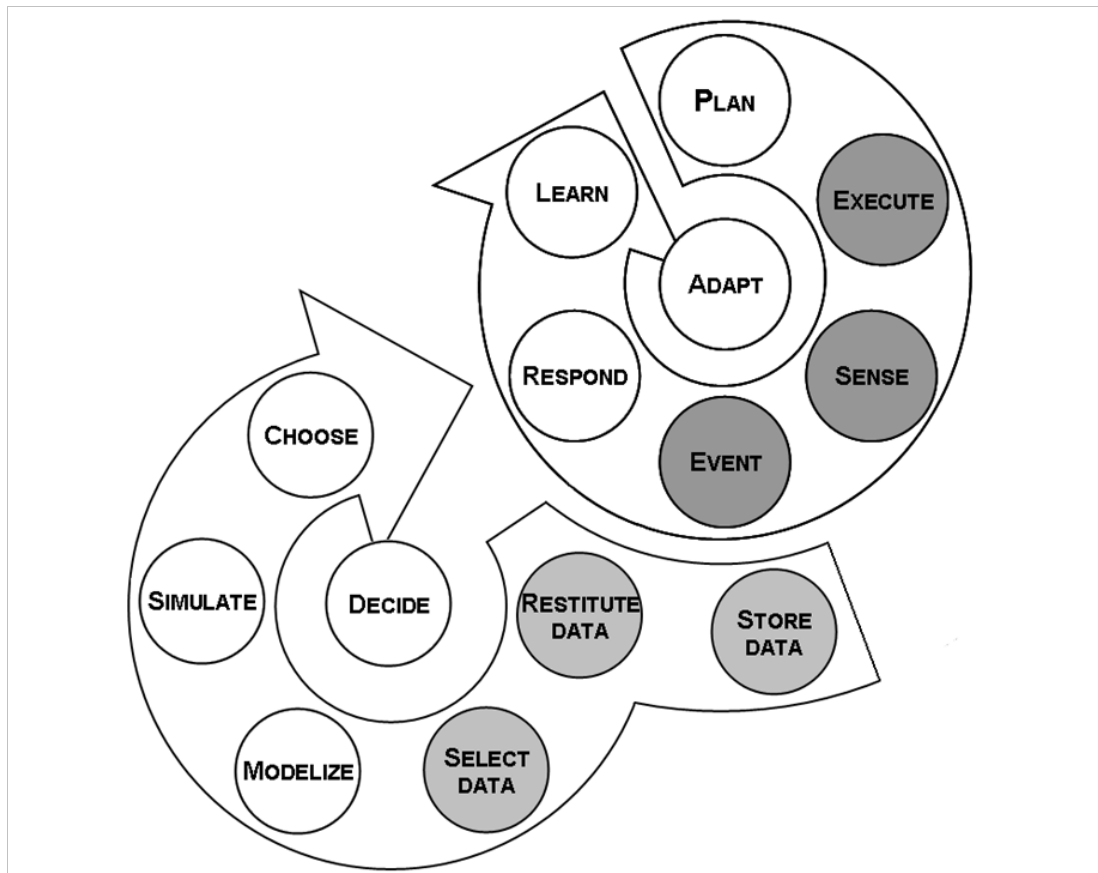 PLAN
EXECUTE
LEARN
ADAPT
SENSE
RESPOND
EVENT
CHOOSE
SIMULATE
DECIDE
RESTITUTE
DATA
STORE
DATA
MODELIZE
SELECT
DATA